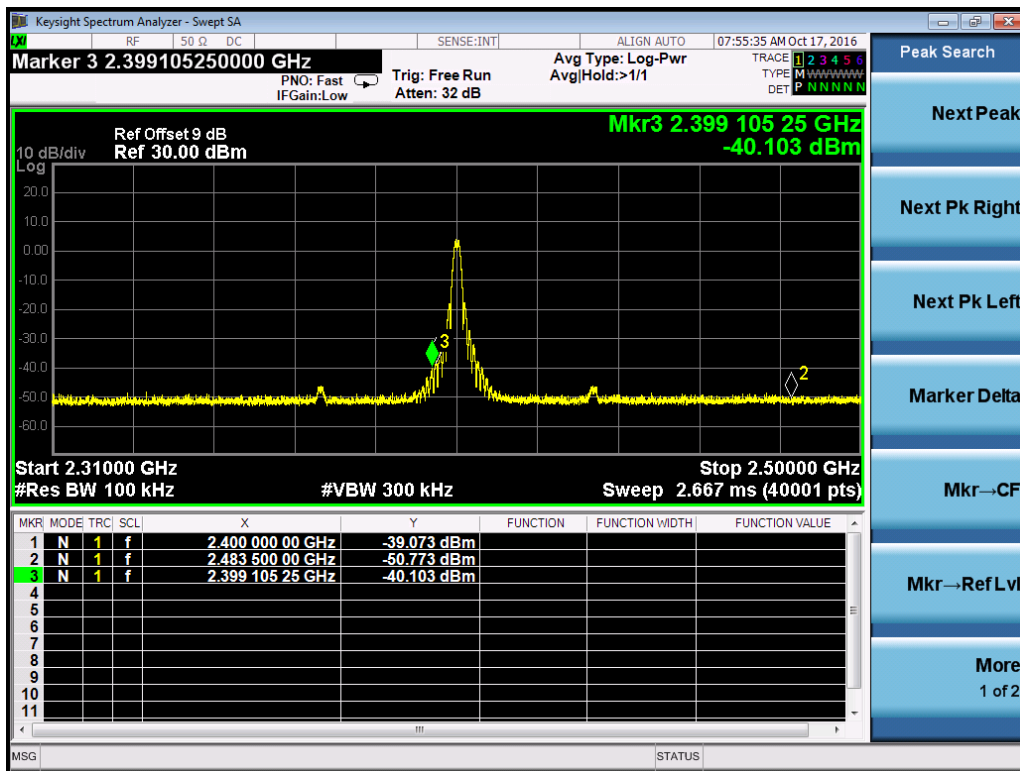 Keysight Spectrum Analyzer - Swept SA
LXI RF 50 Ω DC SENSE:INT ALIGN AUTO 07:55:35 AM Oct 17, 2016
Marker 3 2.399105250000 GHz
PNO: Fast
IFGain:Low
Trig: Free Run
Atten: 32 dB
Avg Type: Log-Pwr
Avg|Hold:>1/1
TRACE 1 2 3 4 5 6
TYPE M WWWWW
DET P N N N N N
Peak Search
Mkr3 2.399 105 25 GHz
-40.103 dBm
Ref Offset 9 dB
10 dB/div Ref 30.00 dBm
Log
20.0
10.0
0.00
-10.0
-20.0
-30.0
-40.0
-50.0
-60.0
3
2
Start 2.31000 GHz Stop 2.50000 GHz
#Res BW 100 kHz #VBW 300 kHz Sweep 2.667 ms (40001 pts)
MKR MODE TRC SCL X Y FUNCTION FUNCTION WIDTH FUNCTION VALUE
1 N 1 f 2.400 000 00 GHz -39.073 dBm
2 N 1 f 2.483 500 00 GHz -50.773 dBm
3 N 1 f 2.399 105 25 GHz -40.103 dBm
4
5
6
7
8
9
10
11
MSG STATUS
Next Peak
Next Pk Right
Next Pk Left
Marker Delta
Mkr→CF
Mkr→Ref Lvl
More
1 of 2